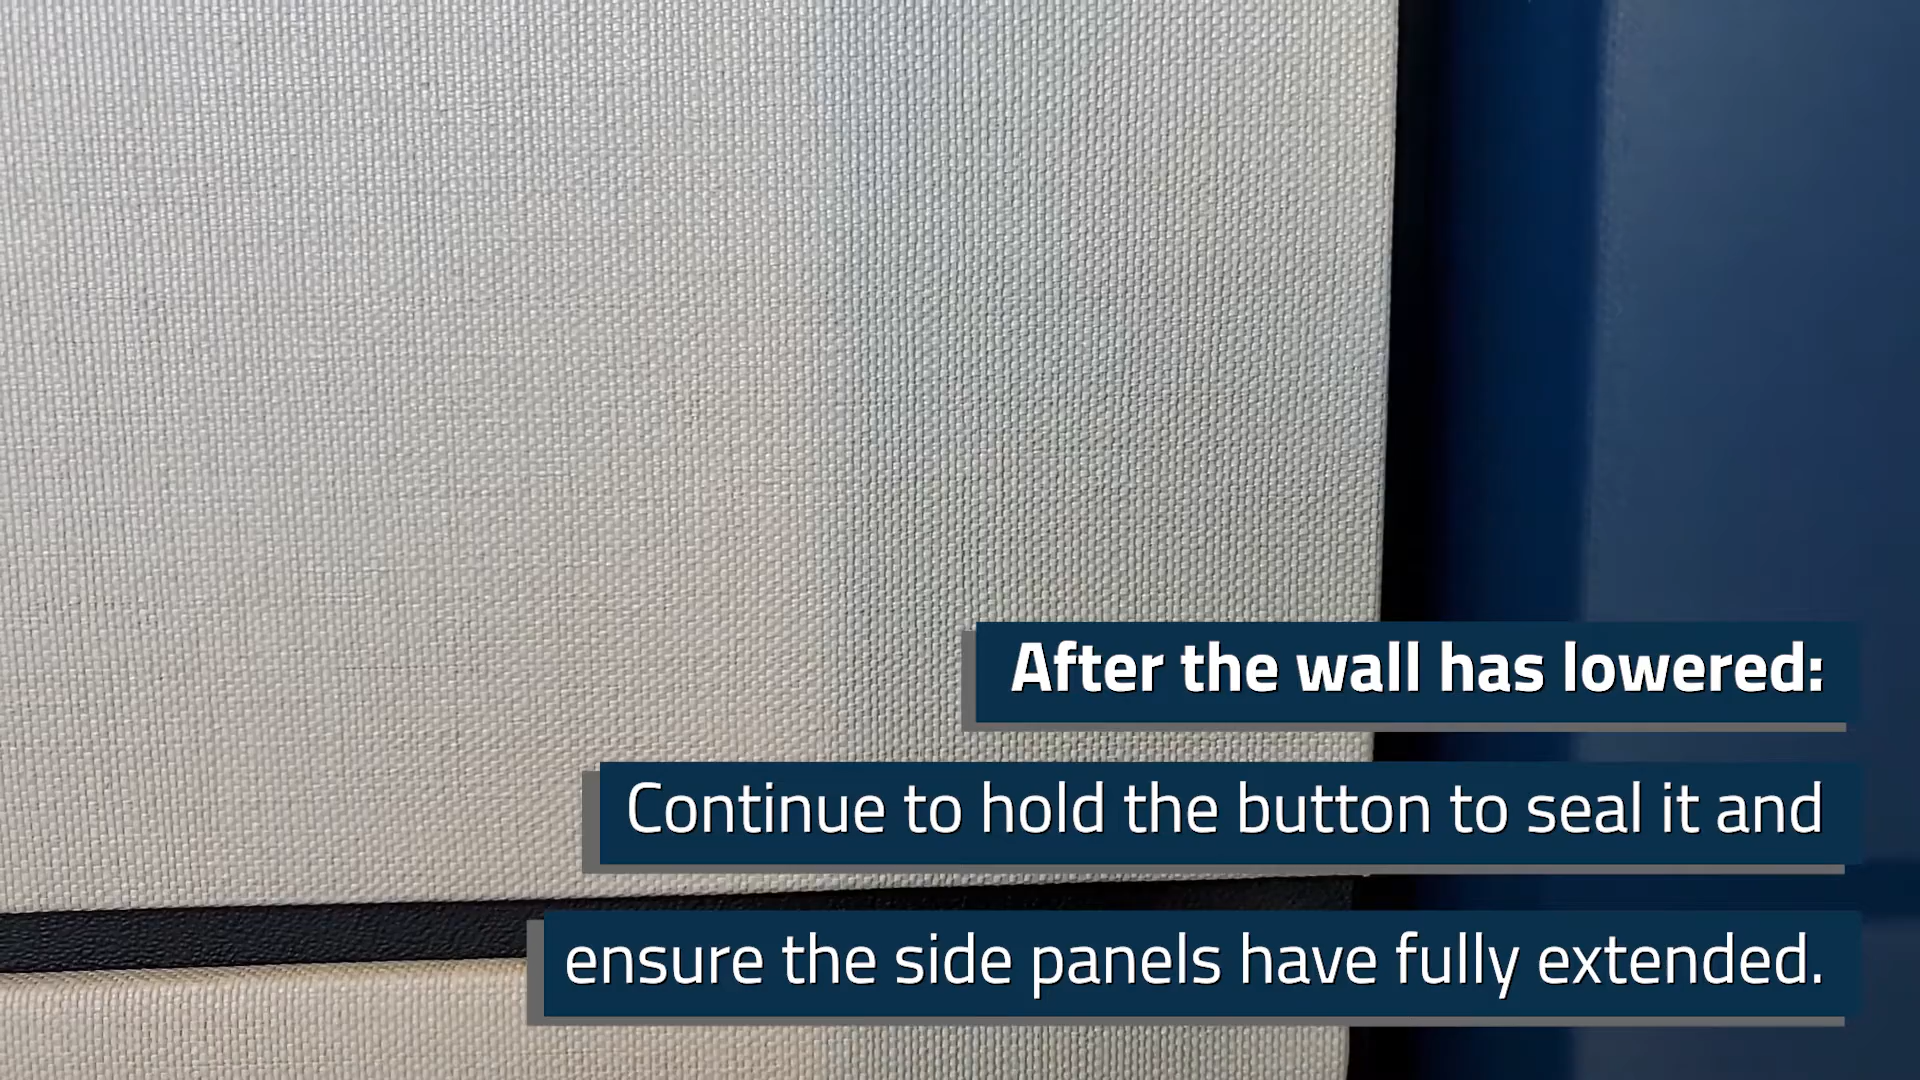 After the wall has lowered:
Continue to hold the button to seal it and
ensure the side panels have fully extended.